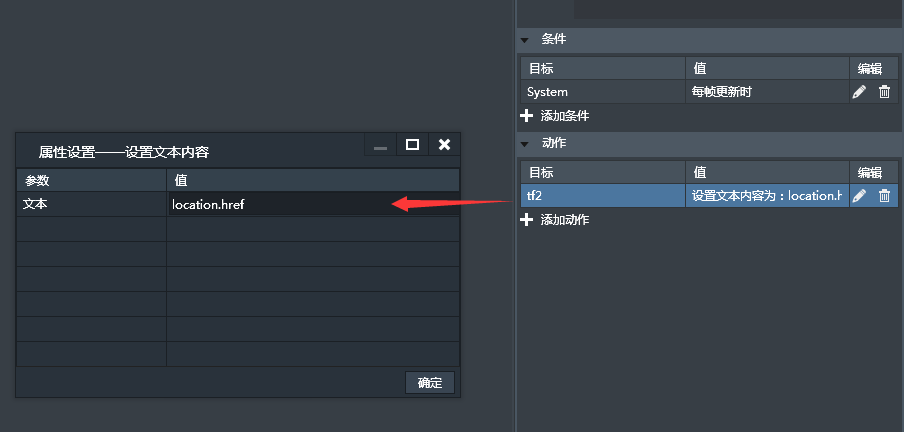 属性设置——设置文本内容
参数 值
文本 location.href
确定
条件
目标 值 编辑
System 每帧更新时
添加条件
动作
目标 值 编辑
tf2 设置文本内容为：location.h
添加动作